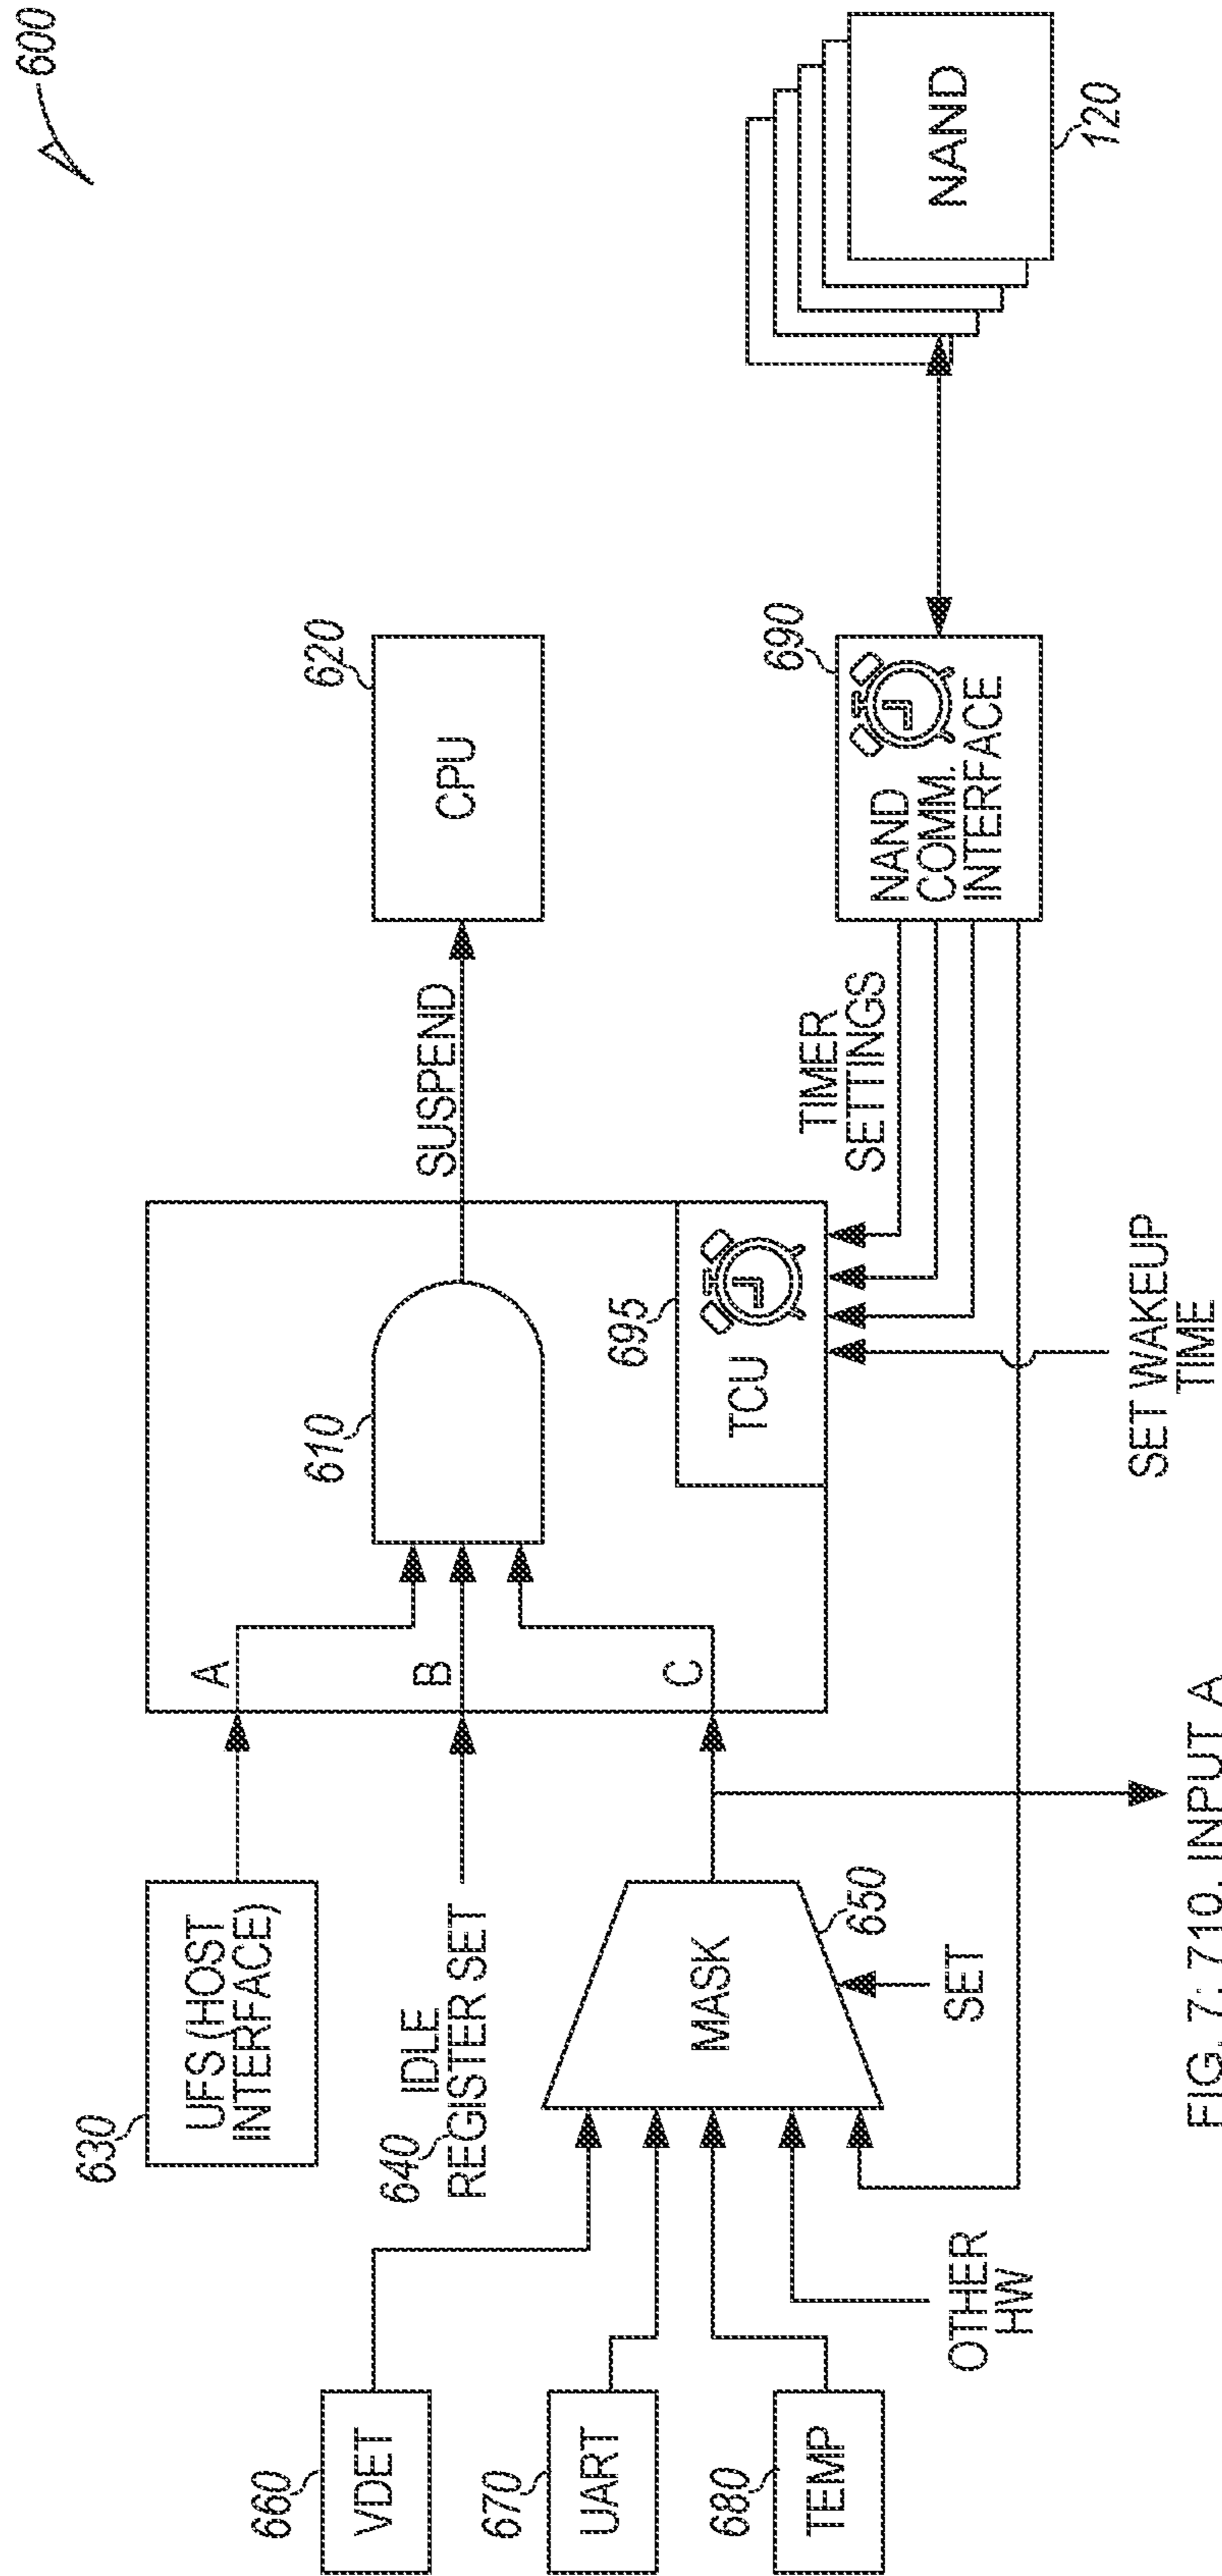 600
630
UFS (HOST
INTERFACE)
A
640
IDLE
REGISTER SET
B
C
610
SUSPEND
620
CPU
660
VDET
670
UART
680
TEMP
OTHER
HW
MASK
650
SET
695
TCU
TIMER
SETTINGS
690
NAND
COMM.
INTERFACE
NAND
120
SET WAKEUP
TIME
FIG. 7: 710, INPUT A